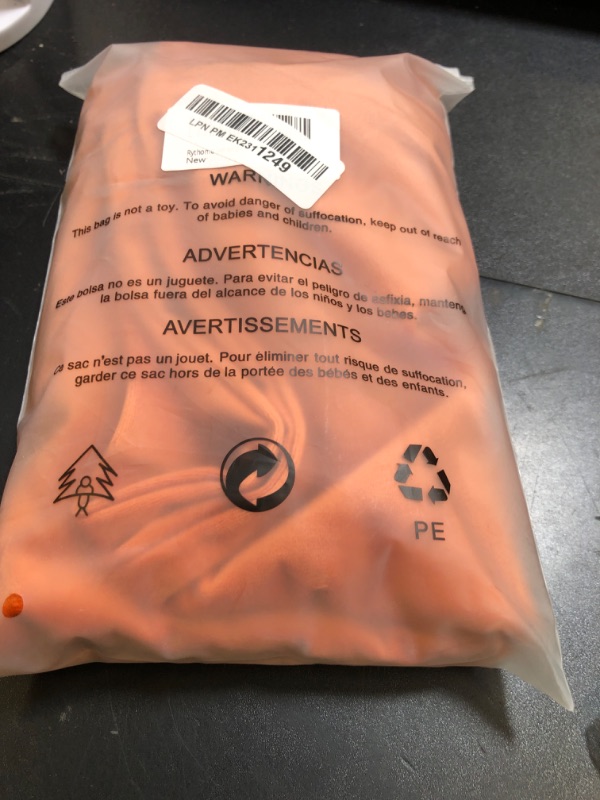 LPN PM EK2311249
New
WAR
This bag is not a toy. To avoid danger of suffocation, keep out of reach
of babies and children.
ADVERTENCIAS
Este bolsa no es un juguete. Para evitar el peligro de asfixia, manteng
la bolsa fuera del alcance de los niños y los bebes.
AVERTISSEMENTS
Ce sac n'est pas un jouet. Pour éliminer tout risque de suffocation,
garder ce sac hors de la portée des bébés et des enfants.
PE